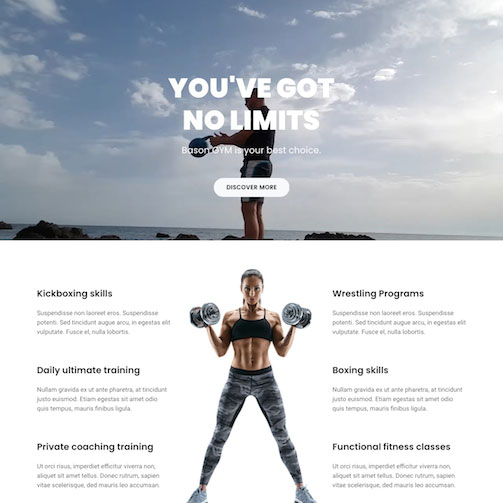 YOU'VE GOT
NO LIMITS
Bason GYM is your best choice.
DISCOVER MORE
Kickboxing skills
Suspendisse non laoreet eros. Suspendisse
potenti. Sed tincidunt augue arcu, in egestas elit
vulputate. Fusce el, nulla lobortis.
Daily ultimate training
Nullam gravida ex ut ante pharetra, at tincidunt
justo euismod. Etiam egestas sit amet odio
quis tempus, mauris finibus ligula.
Private coaching training
Ut orci risus, imperdiet efficitur viverra non,
aliquet sit amet tellus. Donec rutrum, sapien
vitae scelerisque, ded mauris leo accumsan.
Wrestling Programs
Suspendisse non laoreet eros. Suspendisse
potenti. Sed tincidunt augue arcu, in egestas elit
vulputate. Fusce el, nulla lobortis.
Boxing skills
Nullam gravida ex ut ante pharetra, at tincidunt
justo euismod. Etiam egestas sit amet odio
quis tempus, mauris finibus ligula.
Functional fitness classes
Ut orci risus, imperdiet efficitur viverra non,
aliquet sit amet tellus. Donec rutrum, sapien
vitae scelerisque, ded mauris leo accumsan.